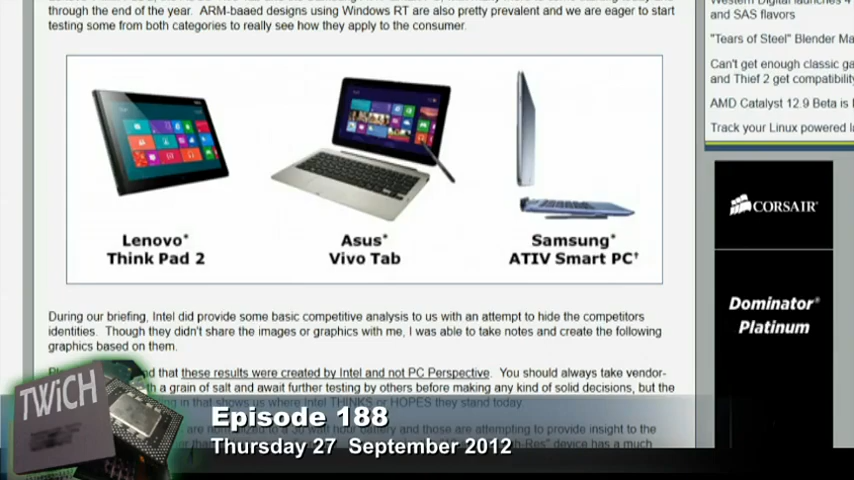 through the end of the year. ARM-baaed designs using Windows RT are also pretty prevalent and we are eager to start
testing some from both categories to really see how they apply to the consumer.
Lenovo*
Think Pad 2
Asus*
Vivo Tab
Samsung*
ATIV Smart PC†
During our briefing, Intel did provide some basic competitive analysis to us with an attempt to hide the competitors
identities. Though they didn't share the images or graphics with me, I was able to take notes and create the following
graphics based on them.
nd that these results were created by Intel and not PC Perspective. You should always take vendor-
h a grain of salt and await further testing by others before making any kind of solid decisions, but the
in that shows us where Intel THINKS or HOPES they stand today.
and those are attempting to provide insight to the
device has a much
and SAS flavors
"Tears of Steel" Blender Ma
Can't get enough classic ga
and Thief 2 get compatibility
AMD Catalyst 12.9 Beta is
Track your Linux powered
CORSAIR
Dominator®
Platinum
TWiCH
Episode 188
Thursday 27 September 2012